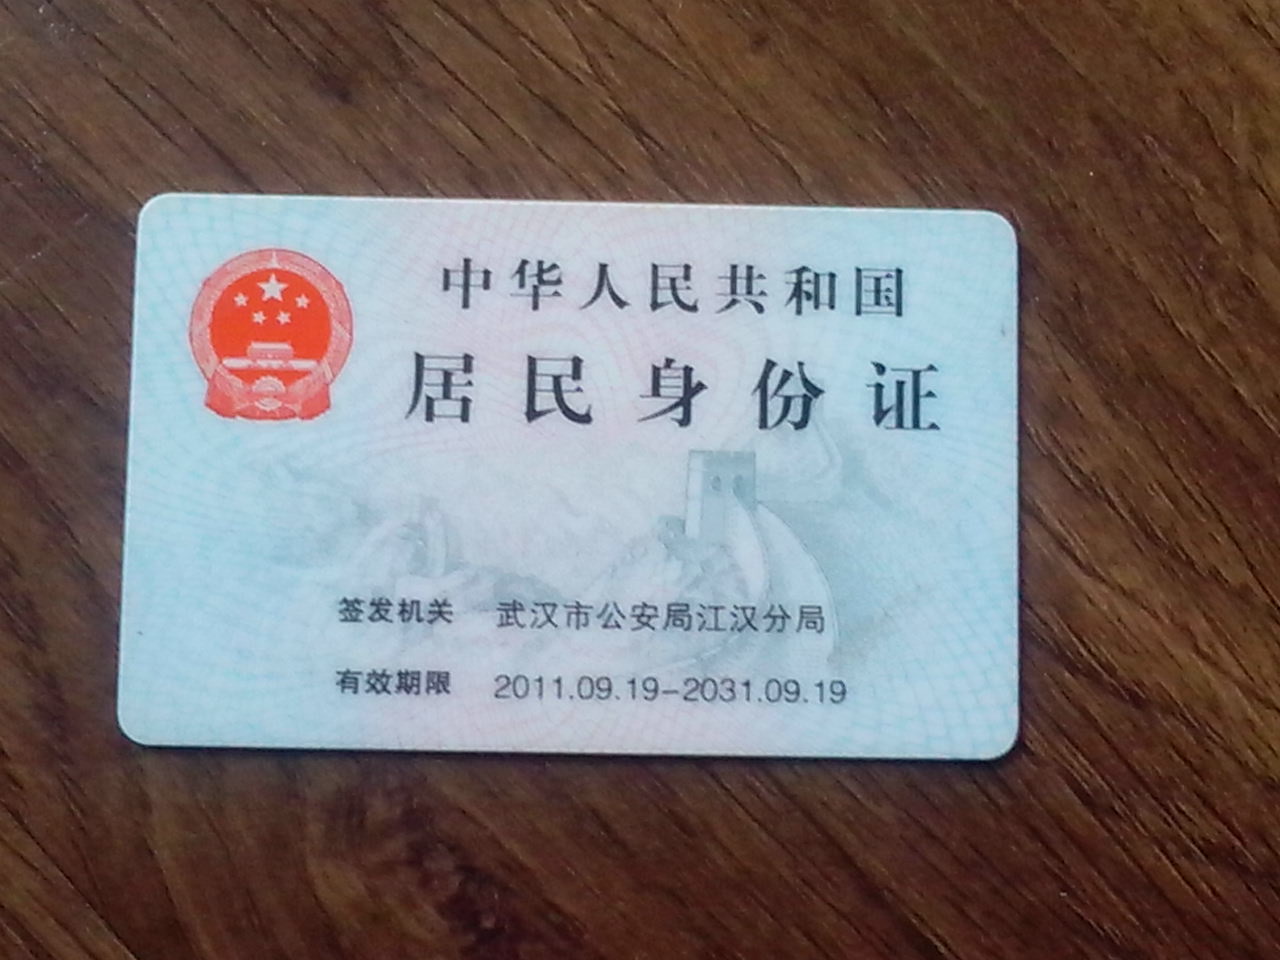 中华人民共和国
居民身份证
签发机关 武汉市公安局江汉分局
有效期限 2011.09.19-2031.09.19